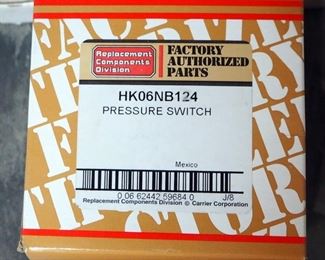 Replacement
Components
Division
FACTORY
AUTHORIZED
PARTS
HK06NB124
PRESSURE SWITCH
Mexico
0 06 62442 59684 0
J/8
Replacement Components Division © Carrier Corporation